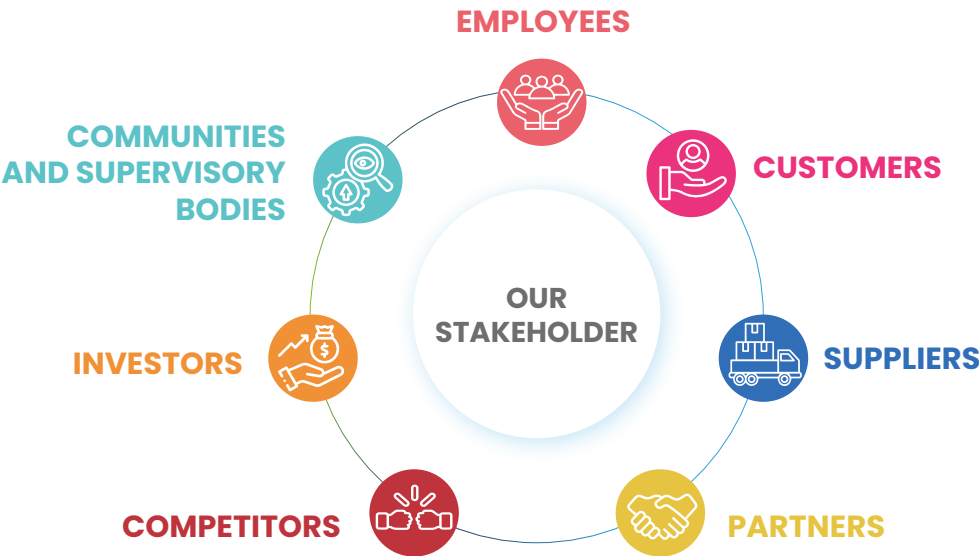 EMPLOYEES
COMMUNITIES
AND SUPERVISORY
BODIES
CUSTOMERS
OUR
STAKEHOLDER
INVESTORS
$
SUPPLIERS
COMPETITORS
PARTNERS